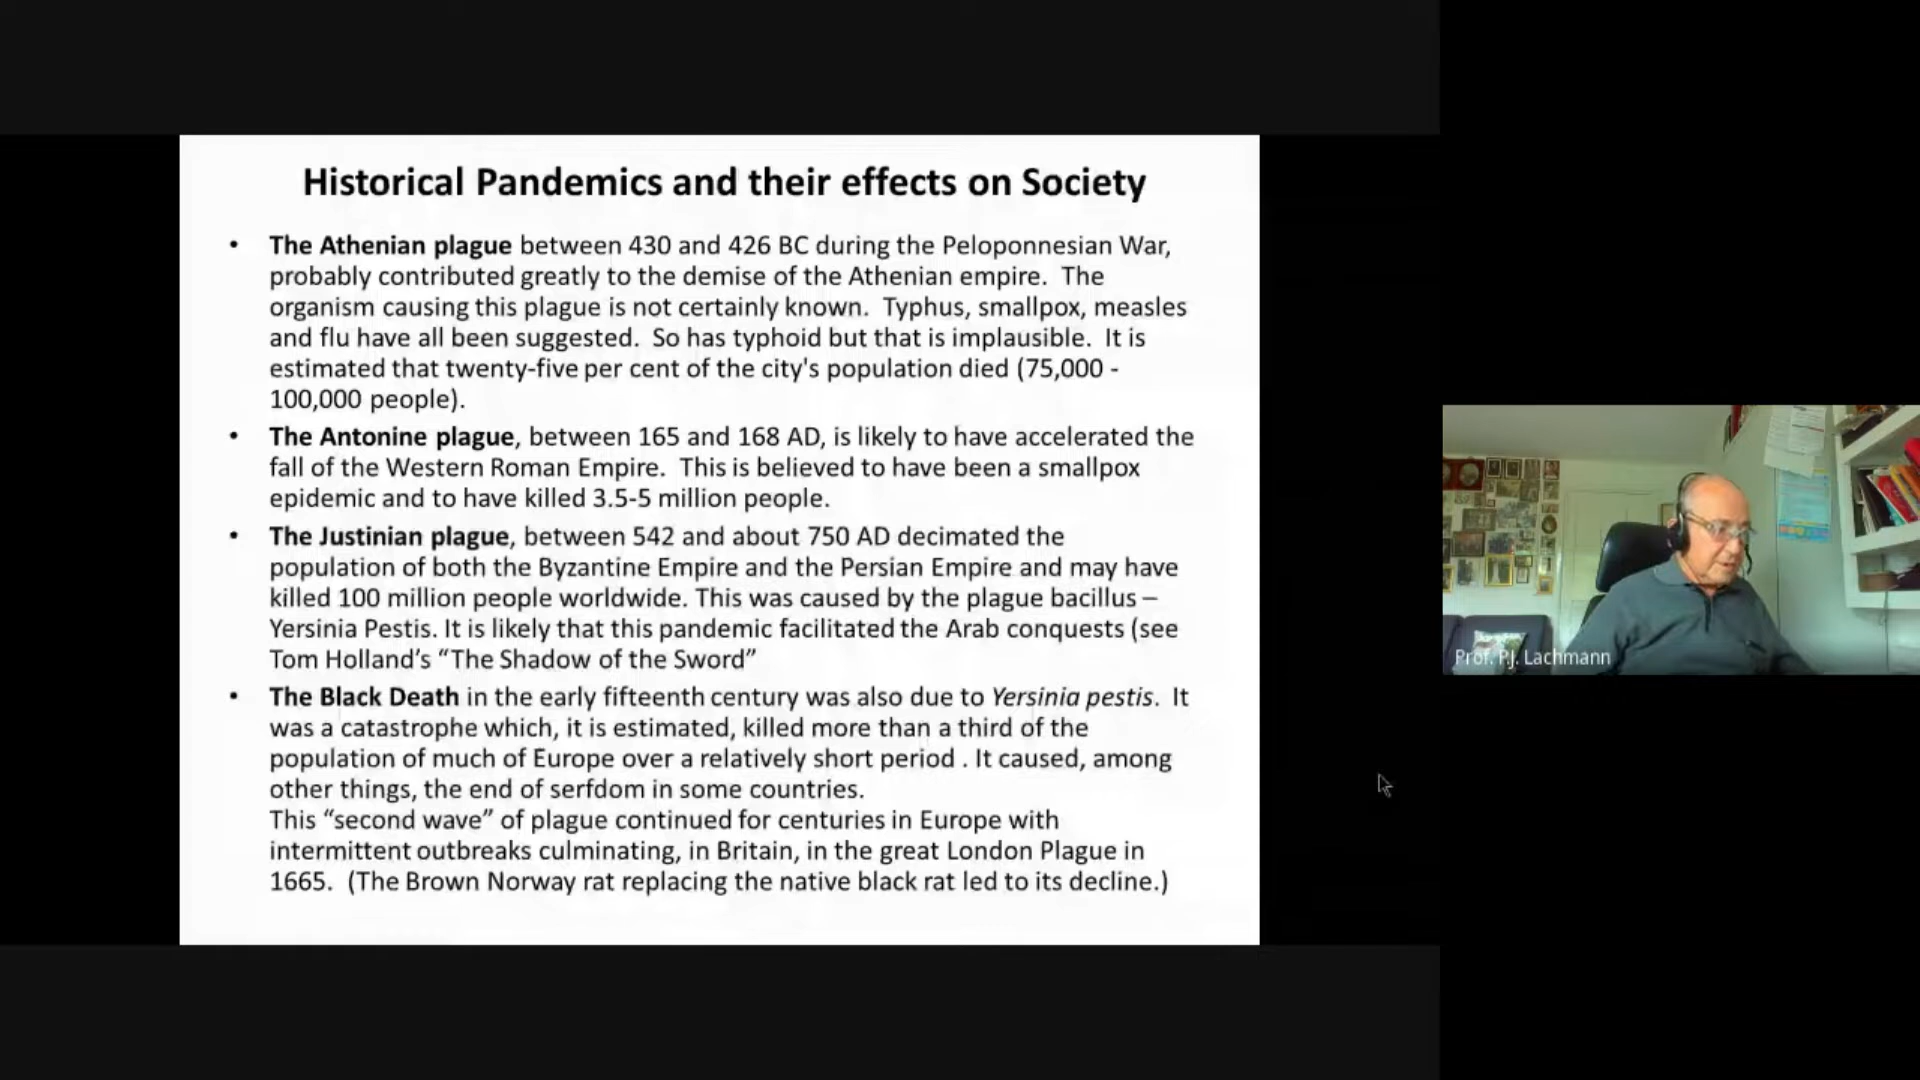 Historical Pandemics and their effects on Society
• The Athenian plague between 430 and 426 BC during the Peloponnesian War,
probably contributed greatly to the demise of the Athenian empire.  The
organism causing this plague is not certainly known.  Typhus, smallpox, measles
and flu have all been suggested.  So has typhoid but that is implausible.  It is
estimated that twenty-five per cent of the city's population died (75,000 -
100,000 people).
• The Antonine plague, between 165 and 168 AD, is likely to have accelerated the
fall of the Western Roman Empire.  This is believed to have been a smallpox
epidemic and to have killed 3.5-5 million people.
• The Justinian plague, between 542 and about 750 AD decimated the
population of both the Byzantine Empire and the Persian Empire and may have
killed 100 million people worldwide. This was caused by the plague bacillus –
Yersinia Pestis. It is likely that this pandemic facilitated the Arab conquests (see
Tom Holland’s “The Shadow of the Sword”
• The Black Death in the early fifteenth century was also due to Yersinia pestis.  It
was a catastrophe which, it is estimated, killed more than a third of the
population of much of Europe over a relatively short period . It caused, among
other things, the end of serfdom in some countries.
This “second wave” of plague continued for centuries in Europe with
intermittent outbreaks culminating, in Britain, in the great London Plague in
1665.  (The Brown Norway rat replacing the native black rat led to its decline.)
Prof. P.J. Lachmann